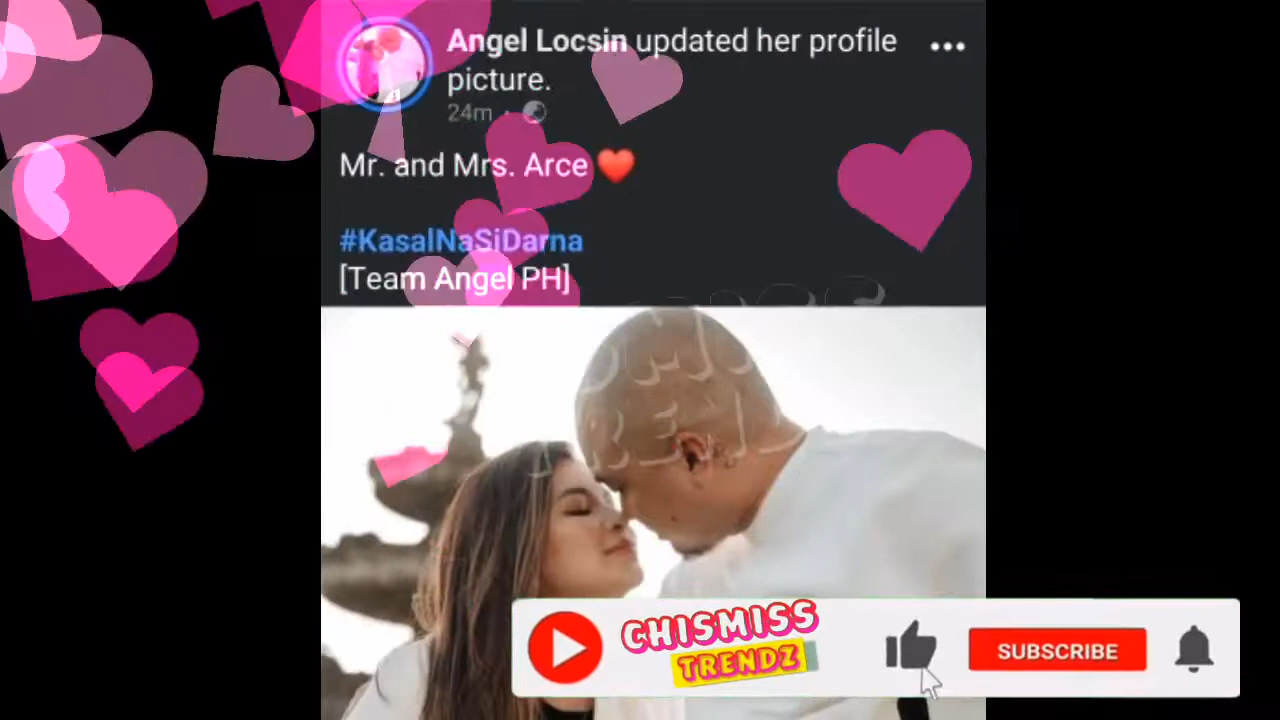 Angel Locsin updated her profile
picture.
24m
Mr. and Mrs. Arce
#KasalNaSiDarna
[Team Angel PH]
CHISMISS
TRENDZ
SUBSCRIBE